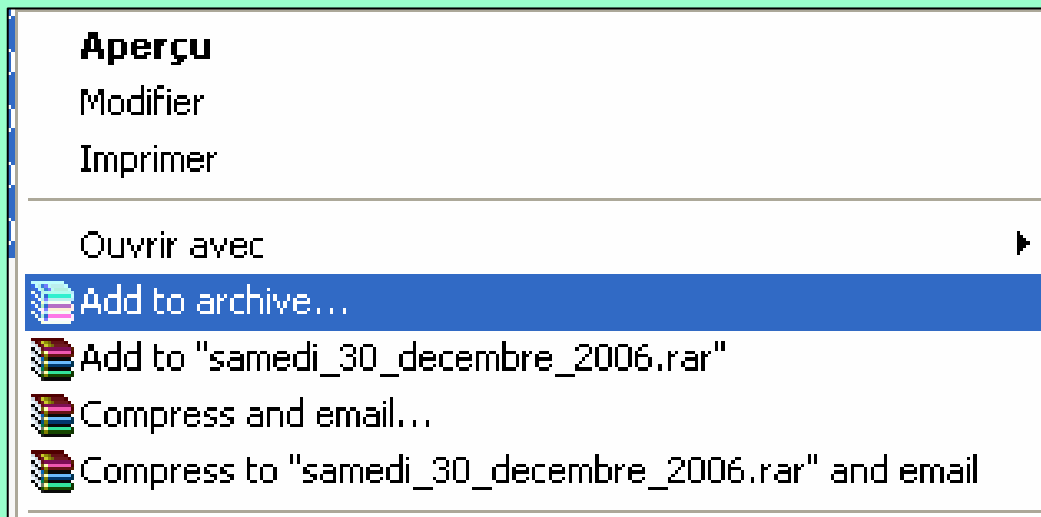 Aperçu
Modifier
Imprimer
Ouvrir avec
Add to archive...
Add to "samedi_30_decembre_2006.rar"
Compress and email...
Compress to "samedi_30_decembre_2006.rar" and email